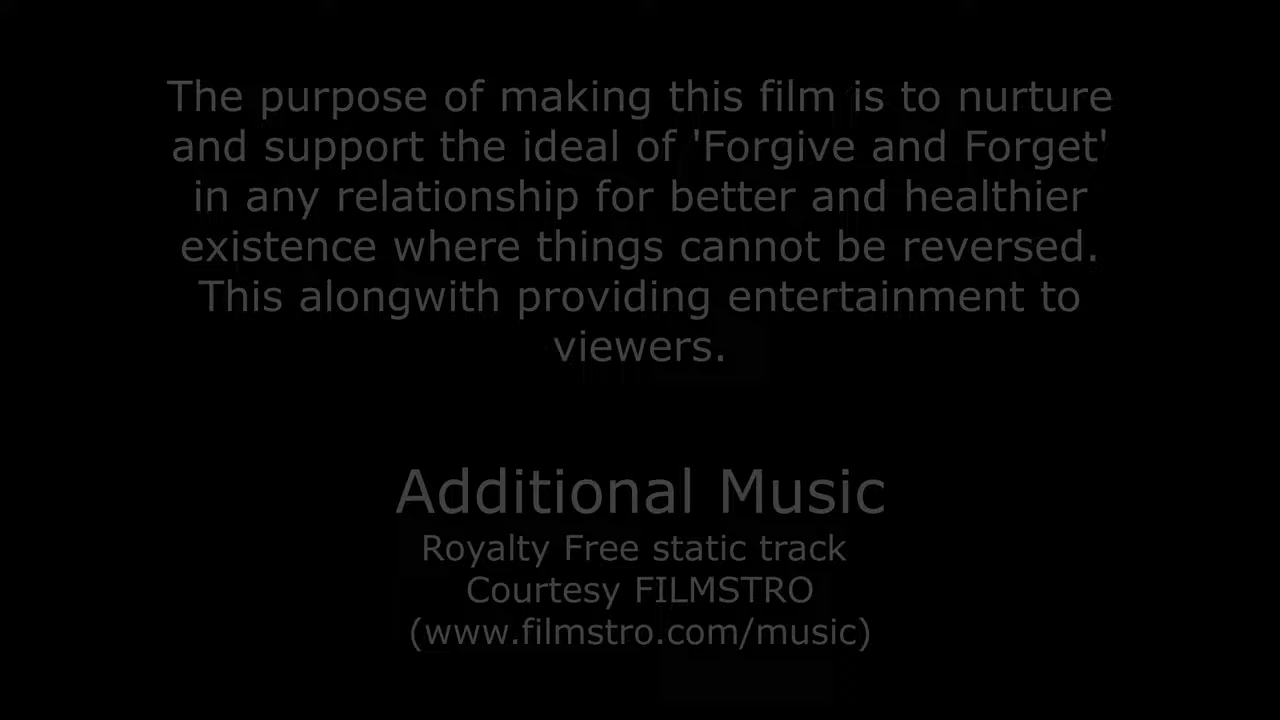 The purpose of making this film is to nurture
and support the ideal of 'Forgive and Forget'
in any relationship for better and healthier
existence where things cannot be reversed.
This alongwith providing entertainment to
viewers.
Additional Music
Royalty Free static track
Courtesy FILMSTRO
(www.filmstro.com/music)